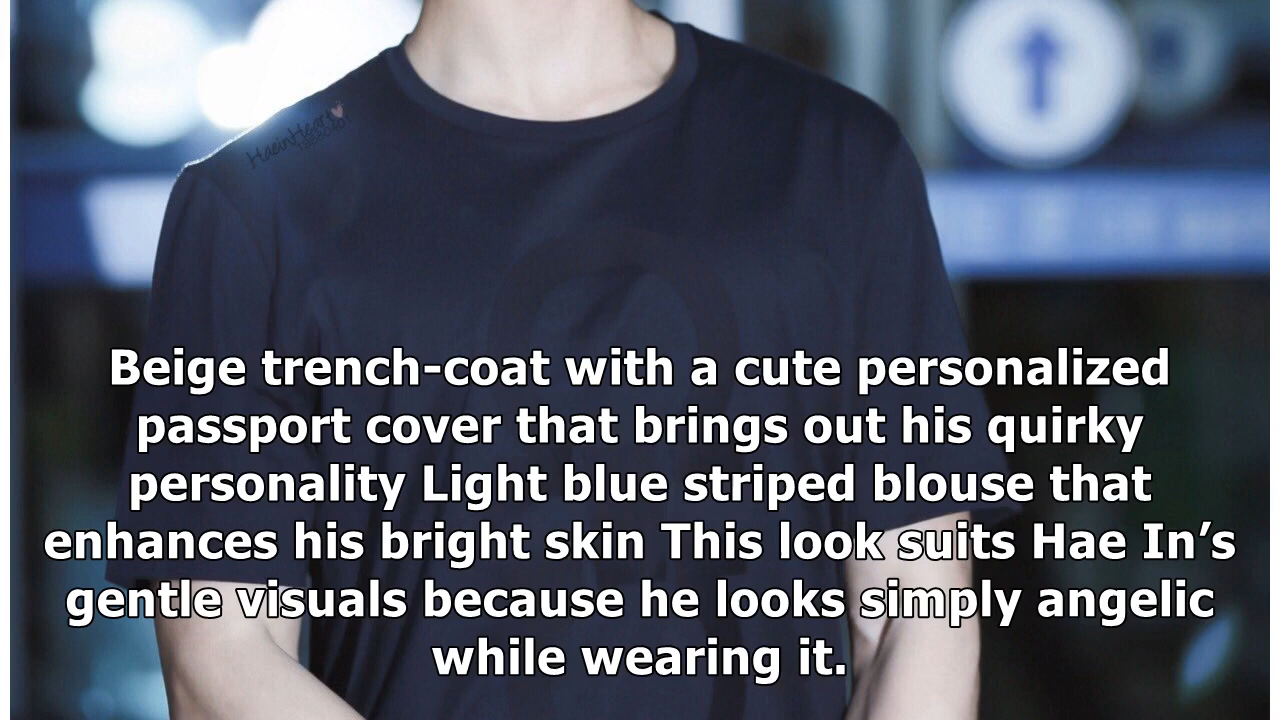 HaeinHeart
Beige trench-coat with a cute personalized
passport cover that brings out his quirky
personality Light blue striped blouse that
enhances his bright skin This look suits Hae In’s
gentle visuals because he looks simply angelic
while wearing it.